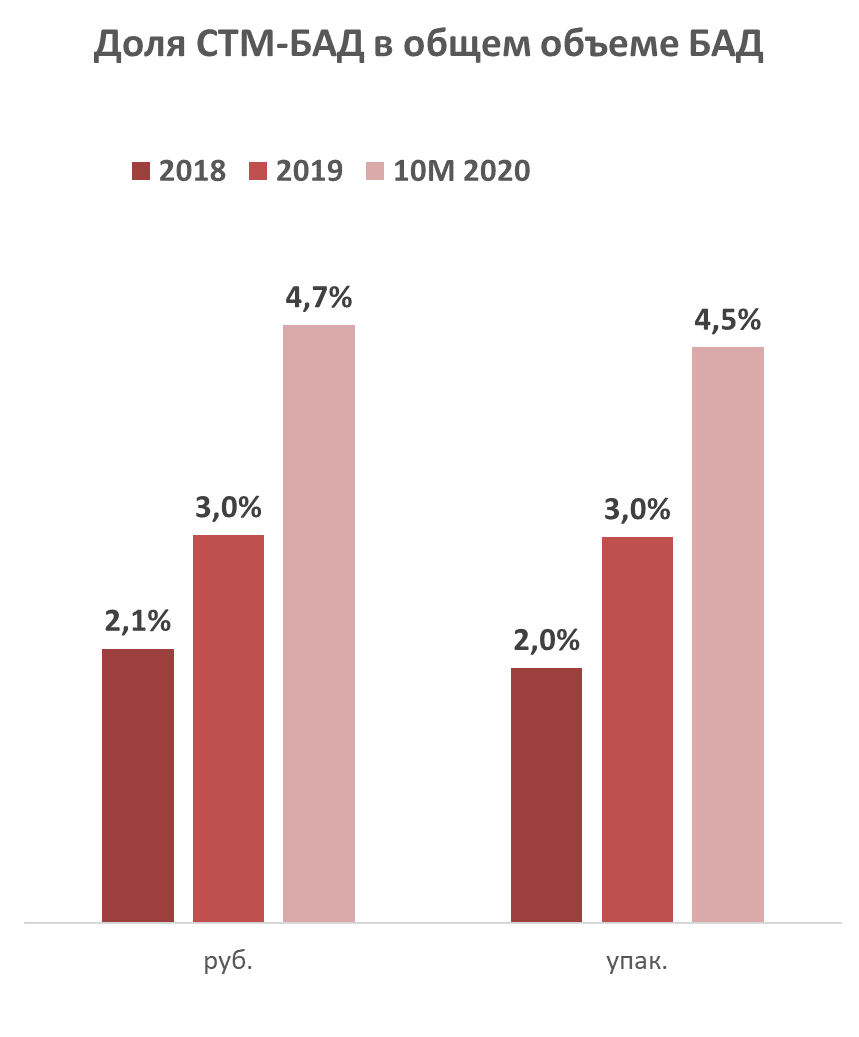 Доля СТМ-БАД в общем объеме БАД
2018 2019 10М 2020
4,7%
4,5%
3,0%
3,0%
2,1%
2,0%
руб. упак.